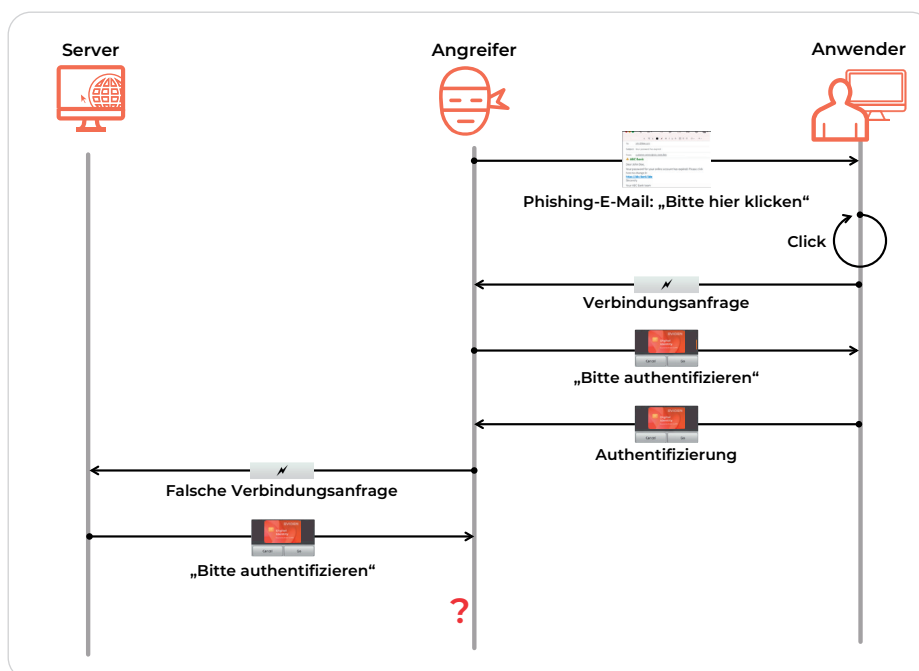 Server
Angreifer
Anwender
Phishing-E-Mail: „Bitte hier klicken“
Click
Verbindungsanfrage
„Bitte authentifizieren“
Authentifizierung
Falsche Verbindungsanfrage
„Bitte authentifizieren“
?